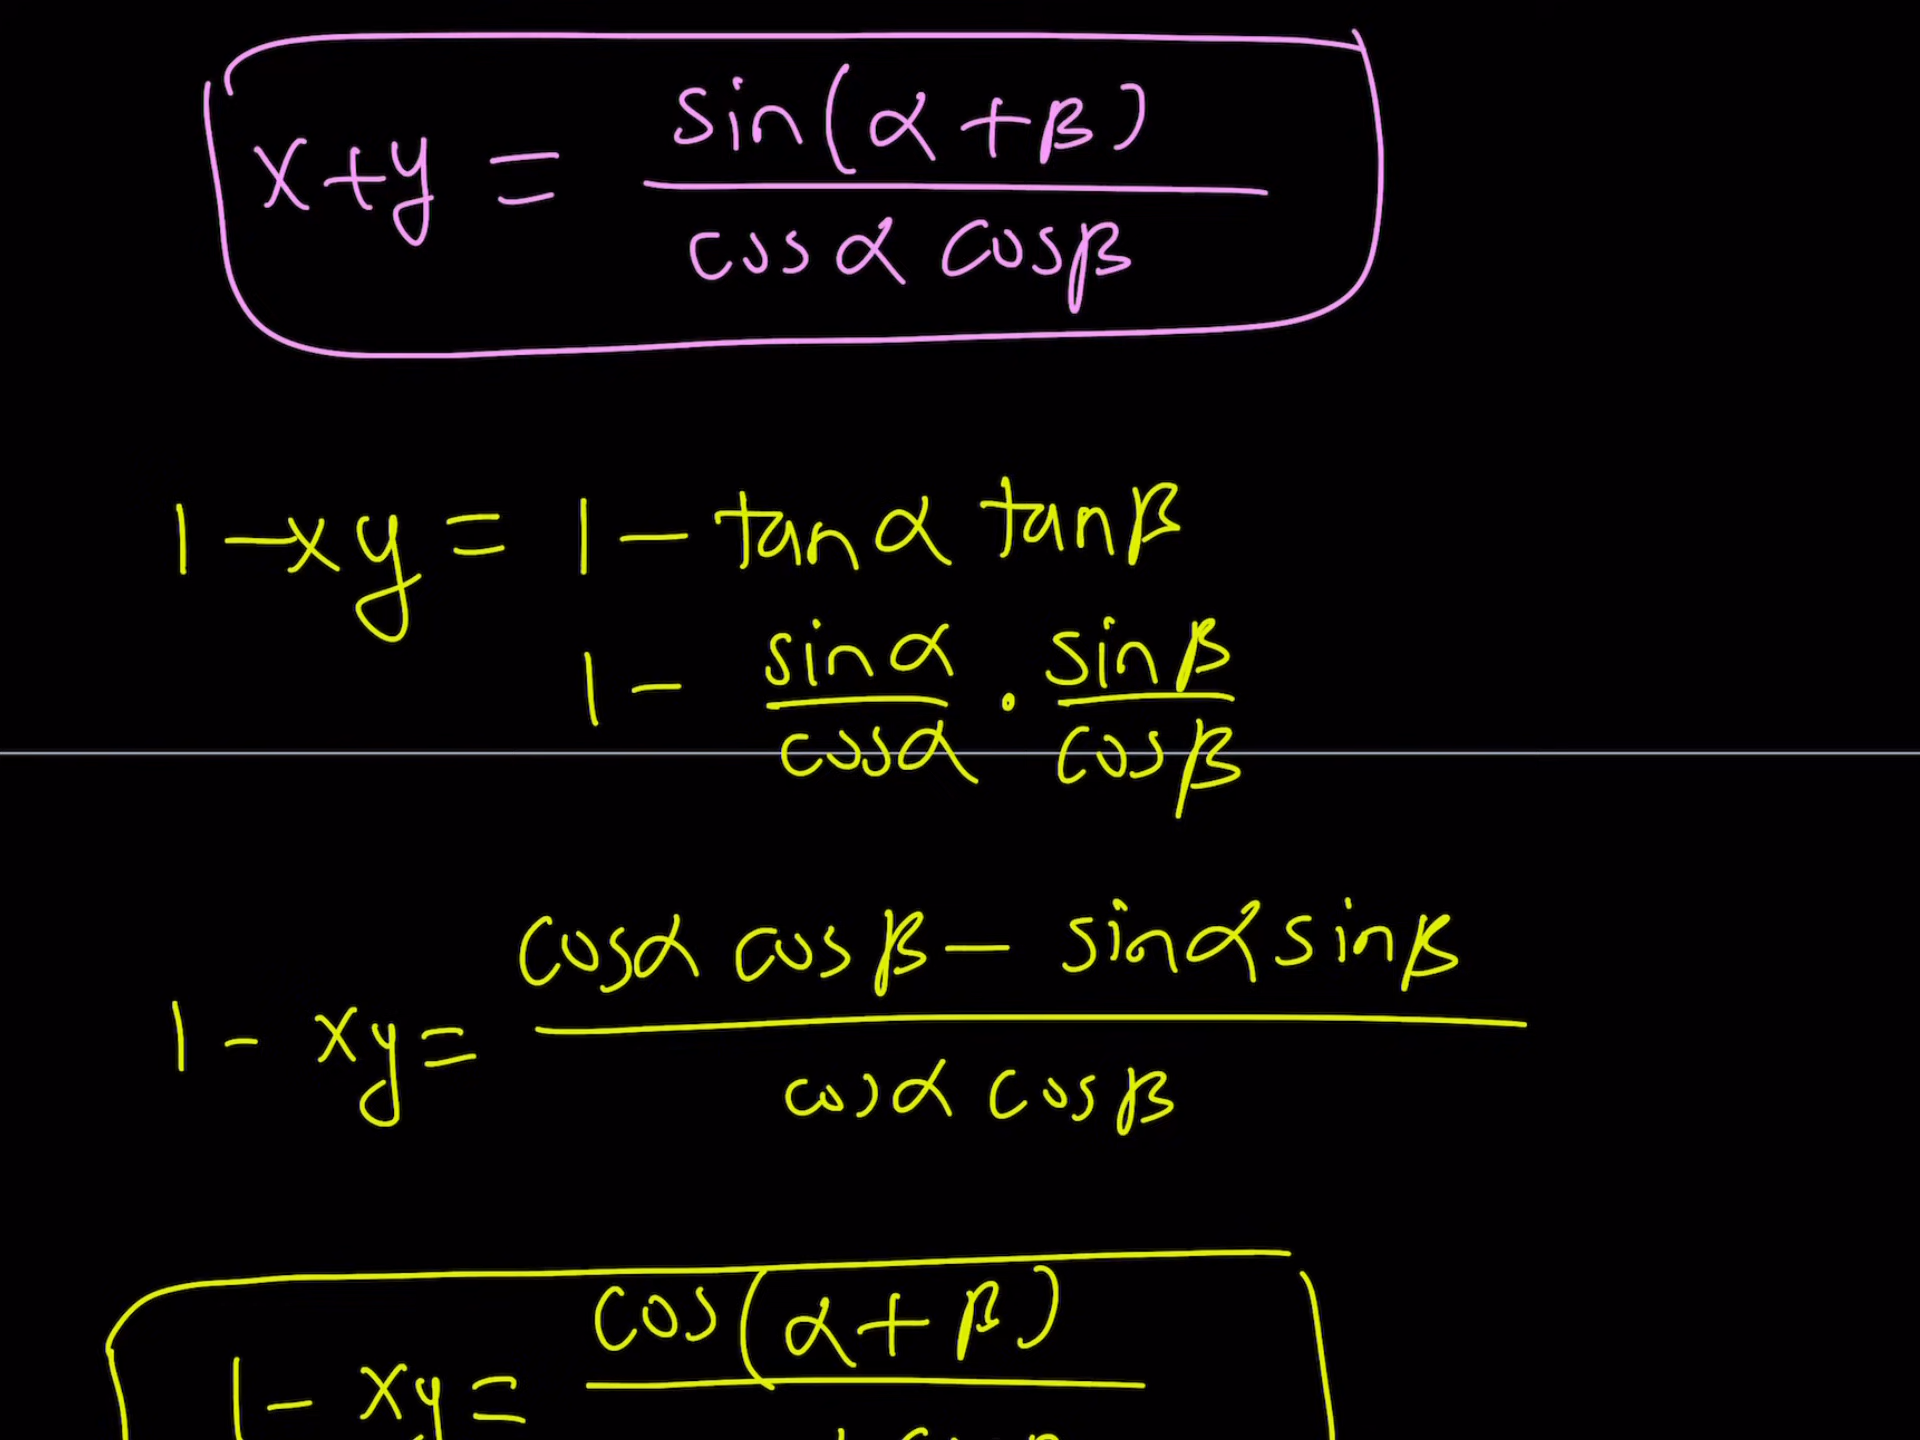 x+y = sin(α+β) / cosα cosβ
1-xy = 1 - tanα tanβ
1 - sinα/cosα · sinβ/cosβ
1 - xy = cosα cosβ - sinα sinβ / cosα cosβ
1 - xy = cos(α+β)